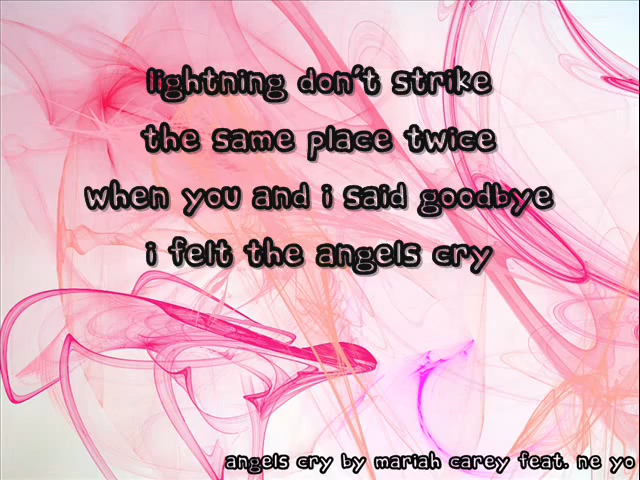 lightning don't strike
the same place twice
when you and i said goodbye
i felt the angels cry
angels cry by mariah carey feat. ne yo